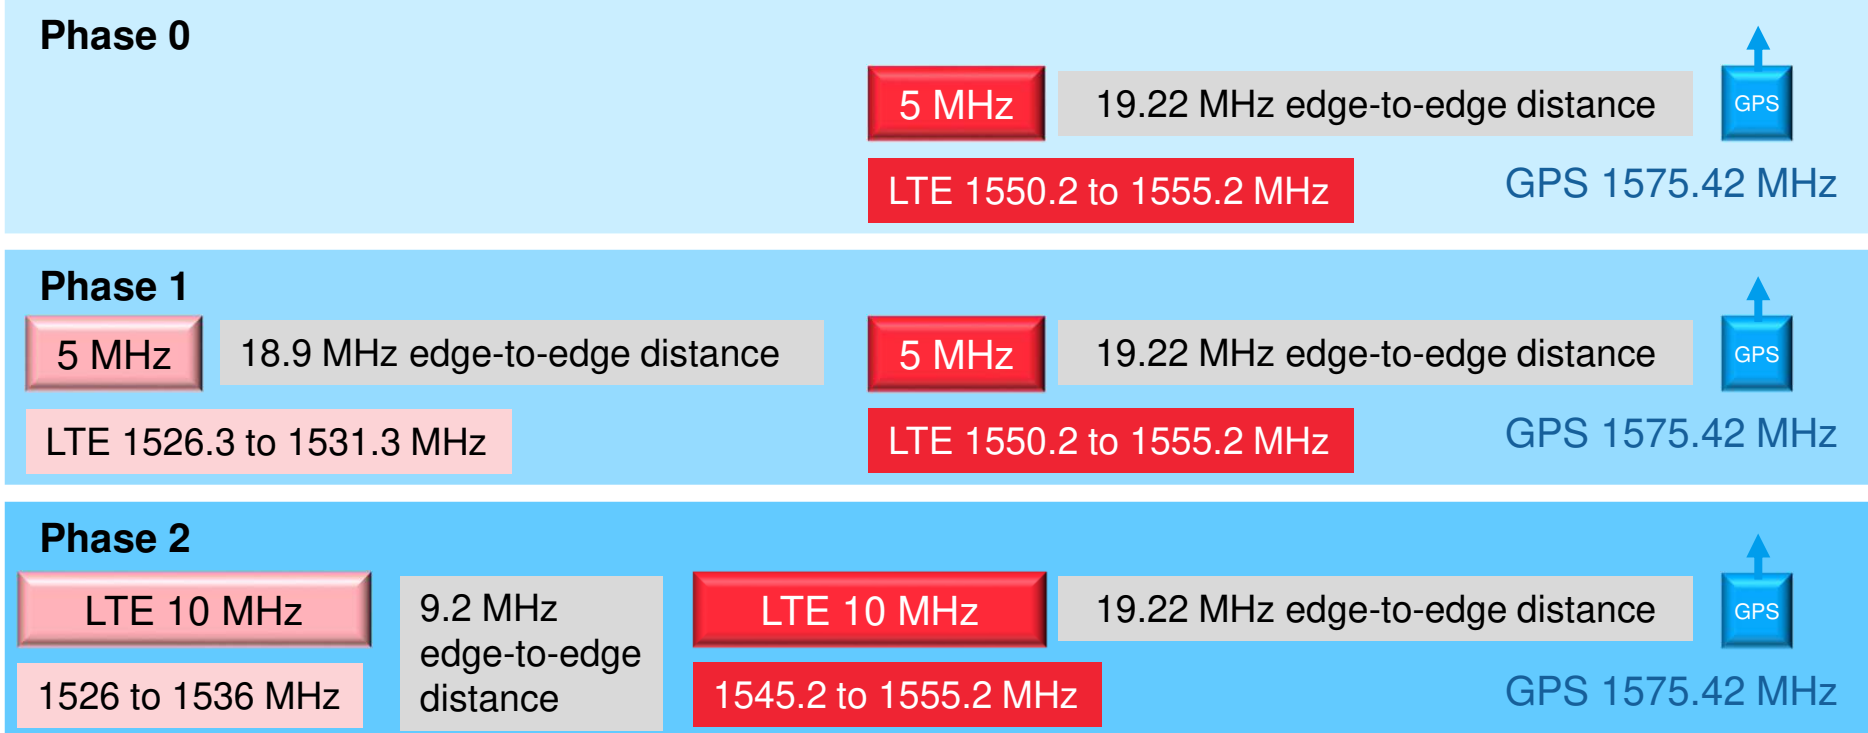 Phase 0
5 MHz
19.22 MHz edge-to-edge distance
GPS
LTE 1550.2 to 1555.2 MHz
GPS 1575.42 MHz
Phase 1
5 MHz
18.9 MHz edge-to-edge distance
5 MHz
19.22 MHz edge-to-edge distance
GPS
LTE 1526.3 to 1531.3 MHz
LTE 1550.2 to 1555.2 MHz
GPS 1575.42 MHz
Phase 2
LTE 10 MHz
9.2 MHz
edge-to-edge
distance
LTE 10 MHz
19.22 MHz edge-to-edge distance
GPS
1526 to 1536 MHz
1545.2 to 1555.2 MHz
GPS 1575.42 MHz